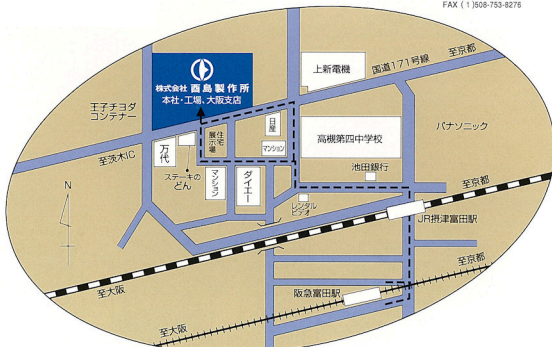 FAX (1)508-753-8276
株式会社 酉島製作所
本社・工場、大阪支店
上新電機
国道171号線
至京都
王子チヨダ
コンテナー
住宅
展示場
日産
マンション
高槻第四中学校
パナソニック
至茨木IC
万代
ステーキの
どん
マンション
ダイエー
池田銀行
至京都
レンタル
ビデオ
N
JR摂津富田駅
至京都
至大阪
阪急富田駅
至大阪